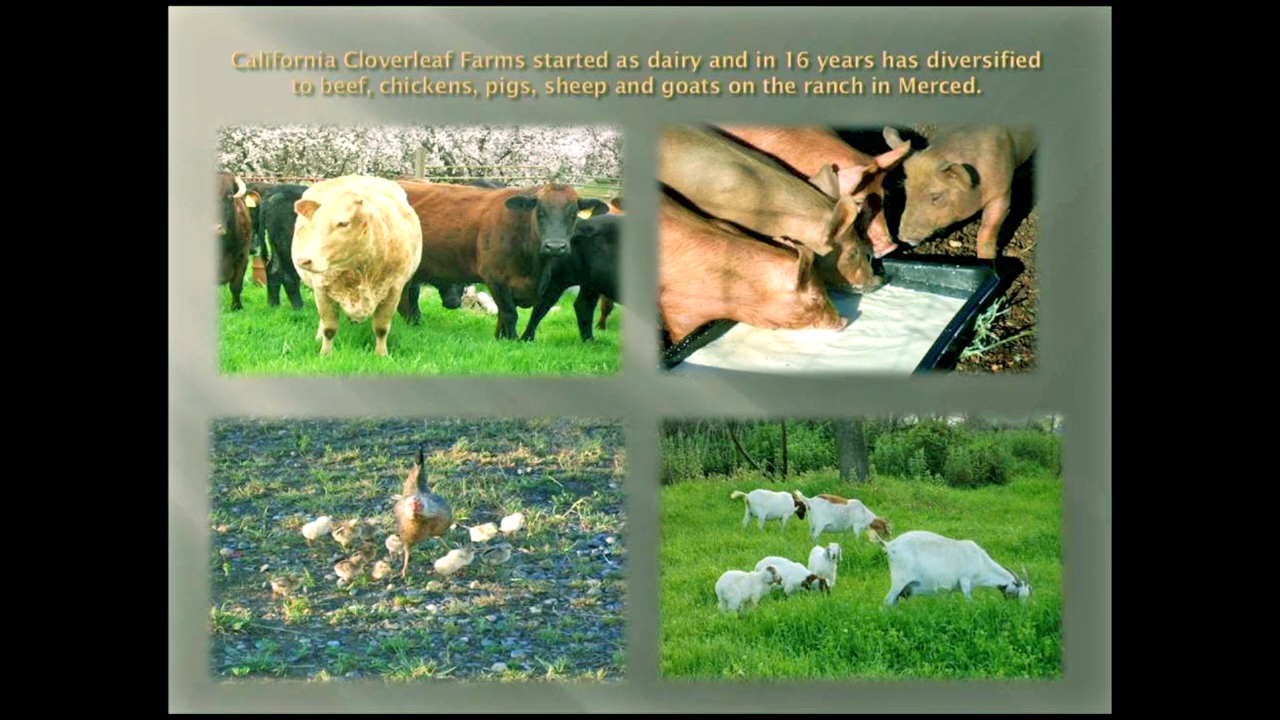 California Cloverleaf Farms started as dairy and in 16 years has diversified
to beef, chickens, pigs, sheep and goats on the ranch in Merced.